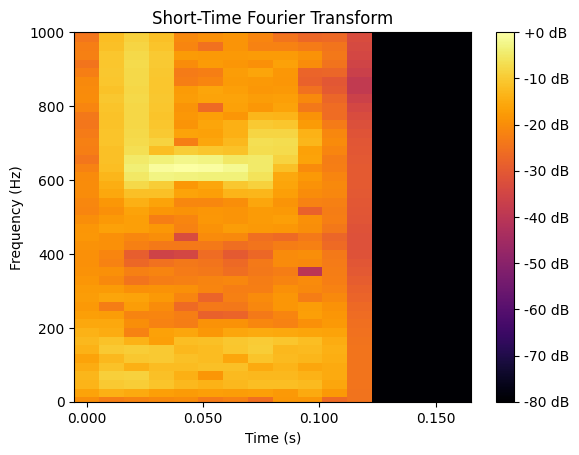 Short-Time Fourier Transform
1000
800
600
400
200
0
Frequency (Hz)
0.000
0.050
0.100
0.150
Time (s)
+0 dB
-10 dB
-20 dB
-30 dB
-40 dB
-50 dB
-60 dB
-70 dB
-80 dB